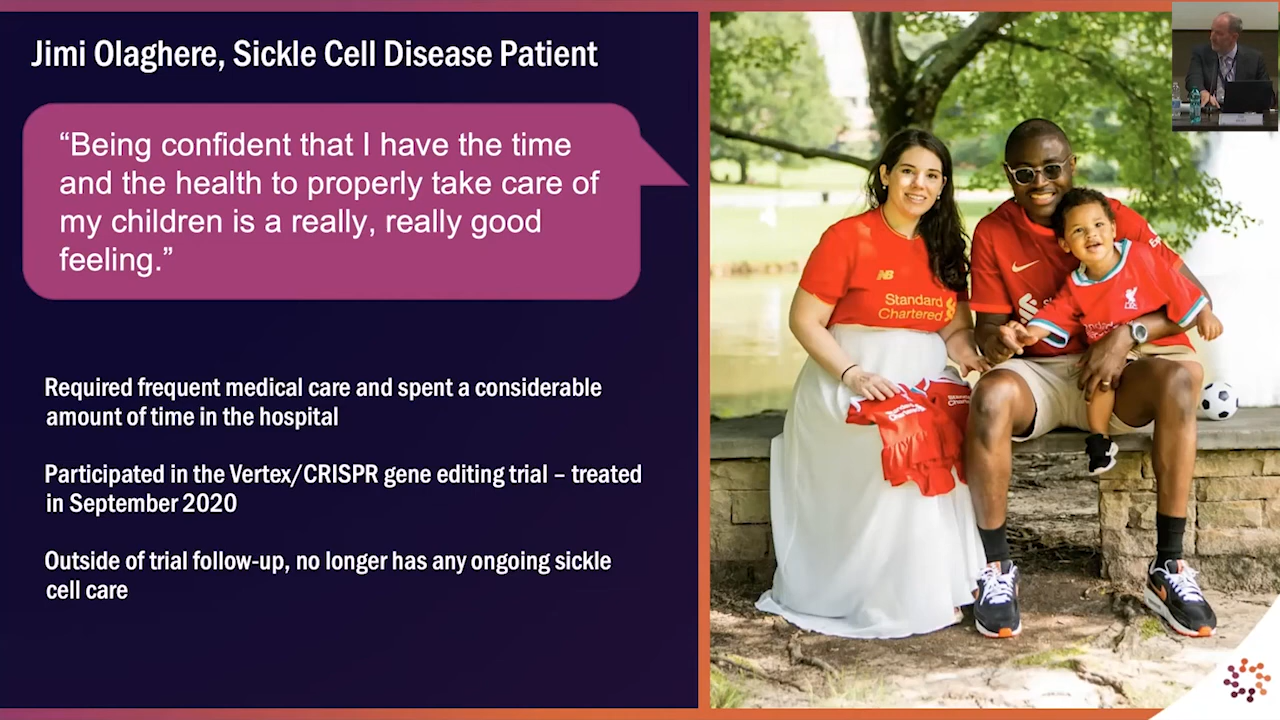 Jimi Olaghere, Sickle Cell Disease Patient
“Being confident that I have the time
and the health to properly take care of
my children is a really, really good
feeling.”
Required frequent medical care and spent a considerable
amount of time in the hospital
Participated in the Vertex/CRISPR gene editing trial – treated
in September 2020
Outside of trial follow-up, no longer has any ongoing sickle
cell care
NB
Standard
Chartered